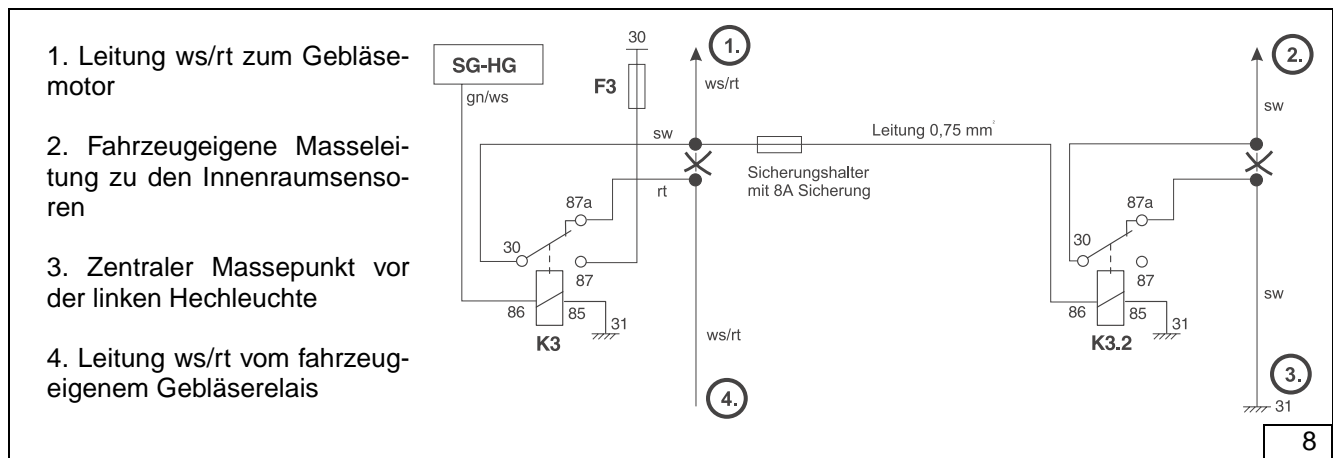 1. Leitung ws/rt zum Gebläse-
motor
2. Fahrzeugeigene Masselei-
tung zu den Innenraumsenso-
ren
3. Zentraler Massepunkt vor
der linken Hechleuchte
4. Leitung ws/rt vom fahrzeug-
eigenem Gebläserelais
SG-HG
gn/ws
30
F3
1.
ws/rt
sw
rt
Sicherungshalter
mit 8A Sicherung
Leitung 0,75 mm²
87a
30
87
86
85
31
K3
ws/rt
4.
2.
sw
87a
30
87
86
85
31
K3.2
sw
3.
31
8